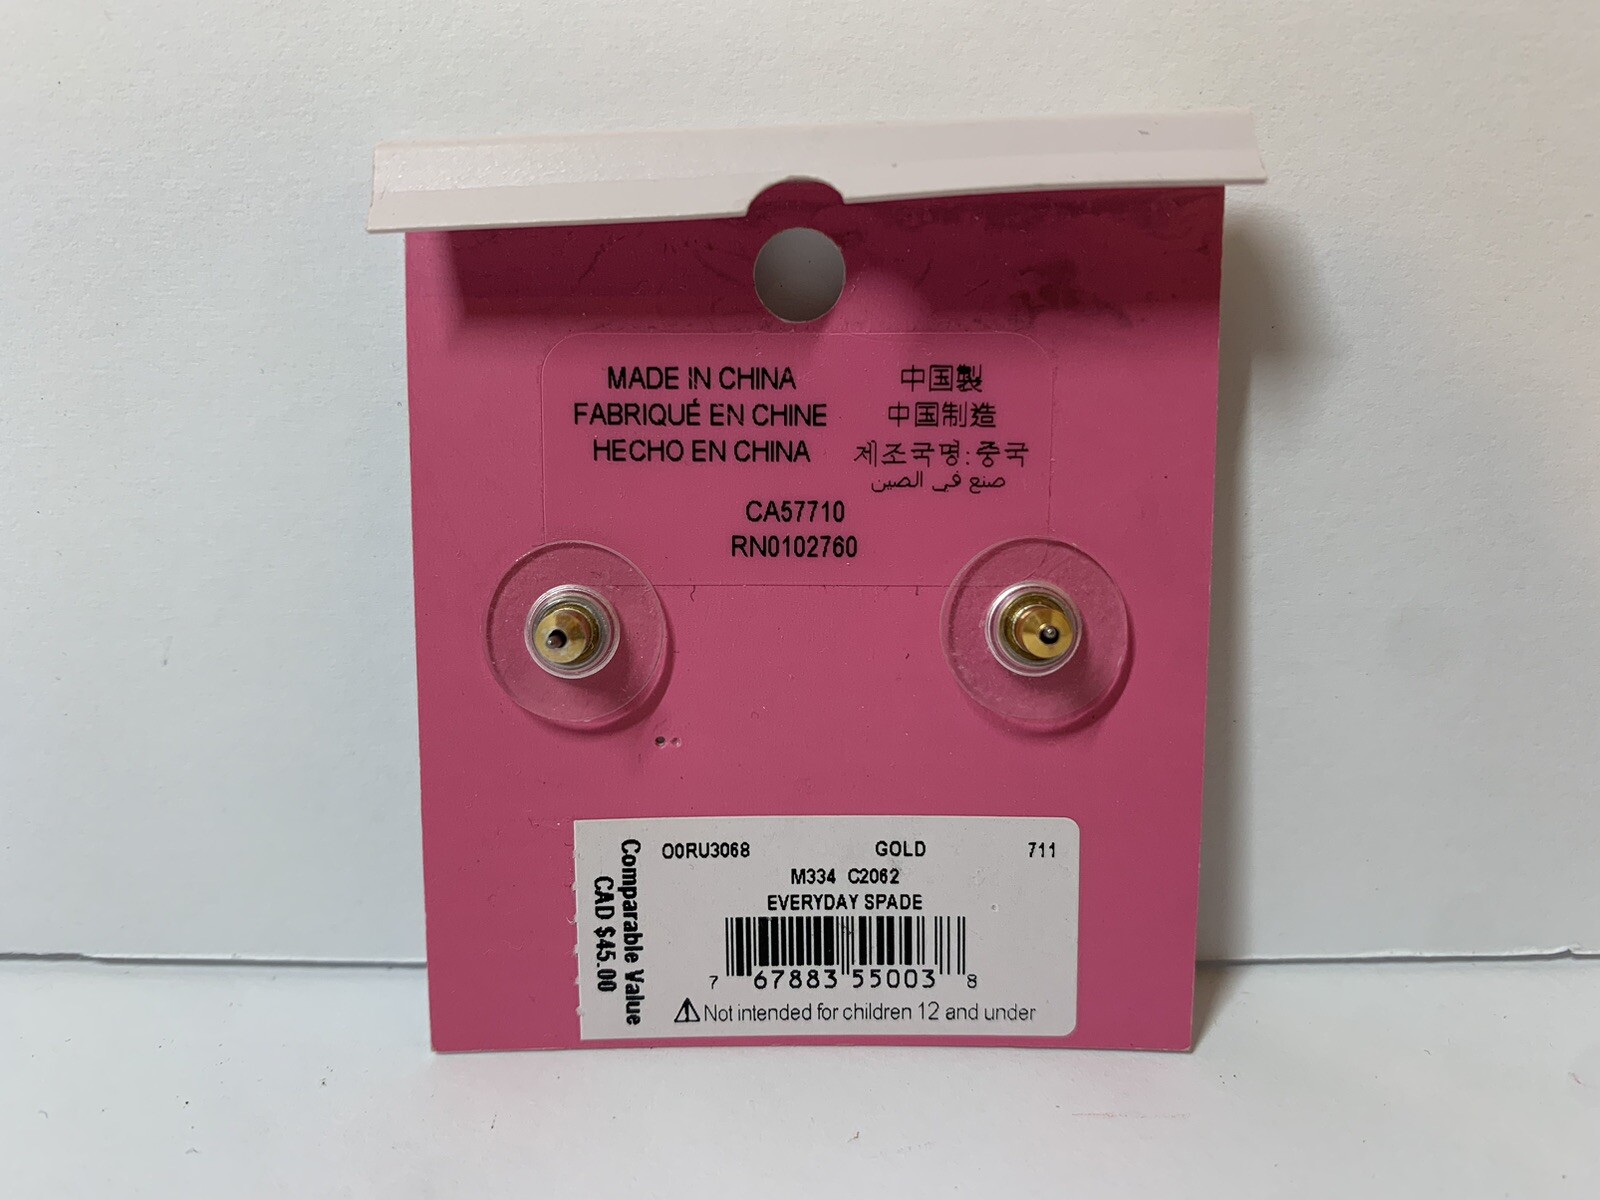 MADE IN CHINA
FABRIQUÉ EN CHINE
HECHO EN CHINA
中国製
中国制造
제조국명:중국
صنع في الصين
CA57710
RN0102760
Comparable Value
CAD $45.00
O0RU3068 GOLD 711
M334 C2062
EVERYDAY SPADE
7 67883 55003 8
⚠ Not intended for children 12 and under